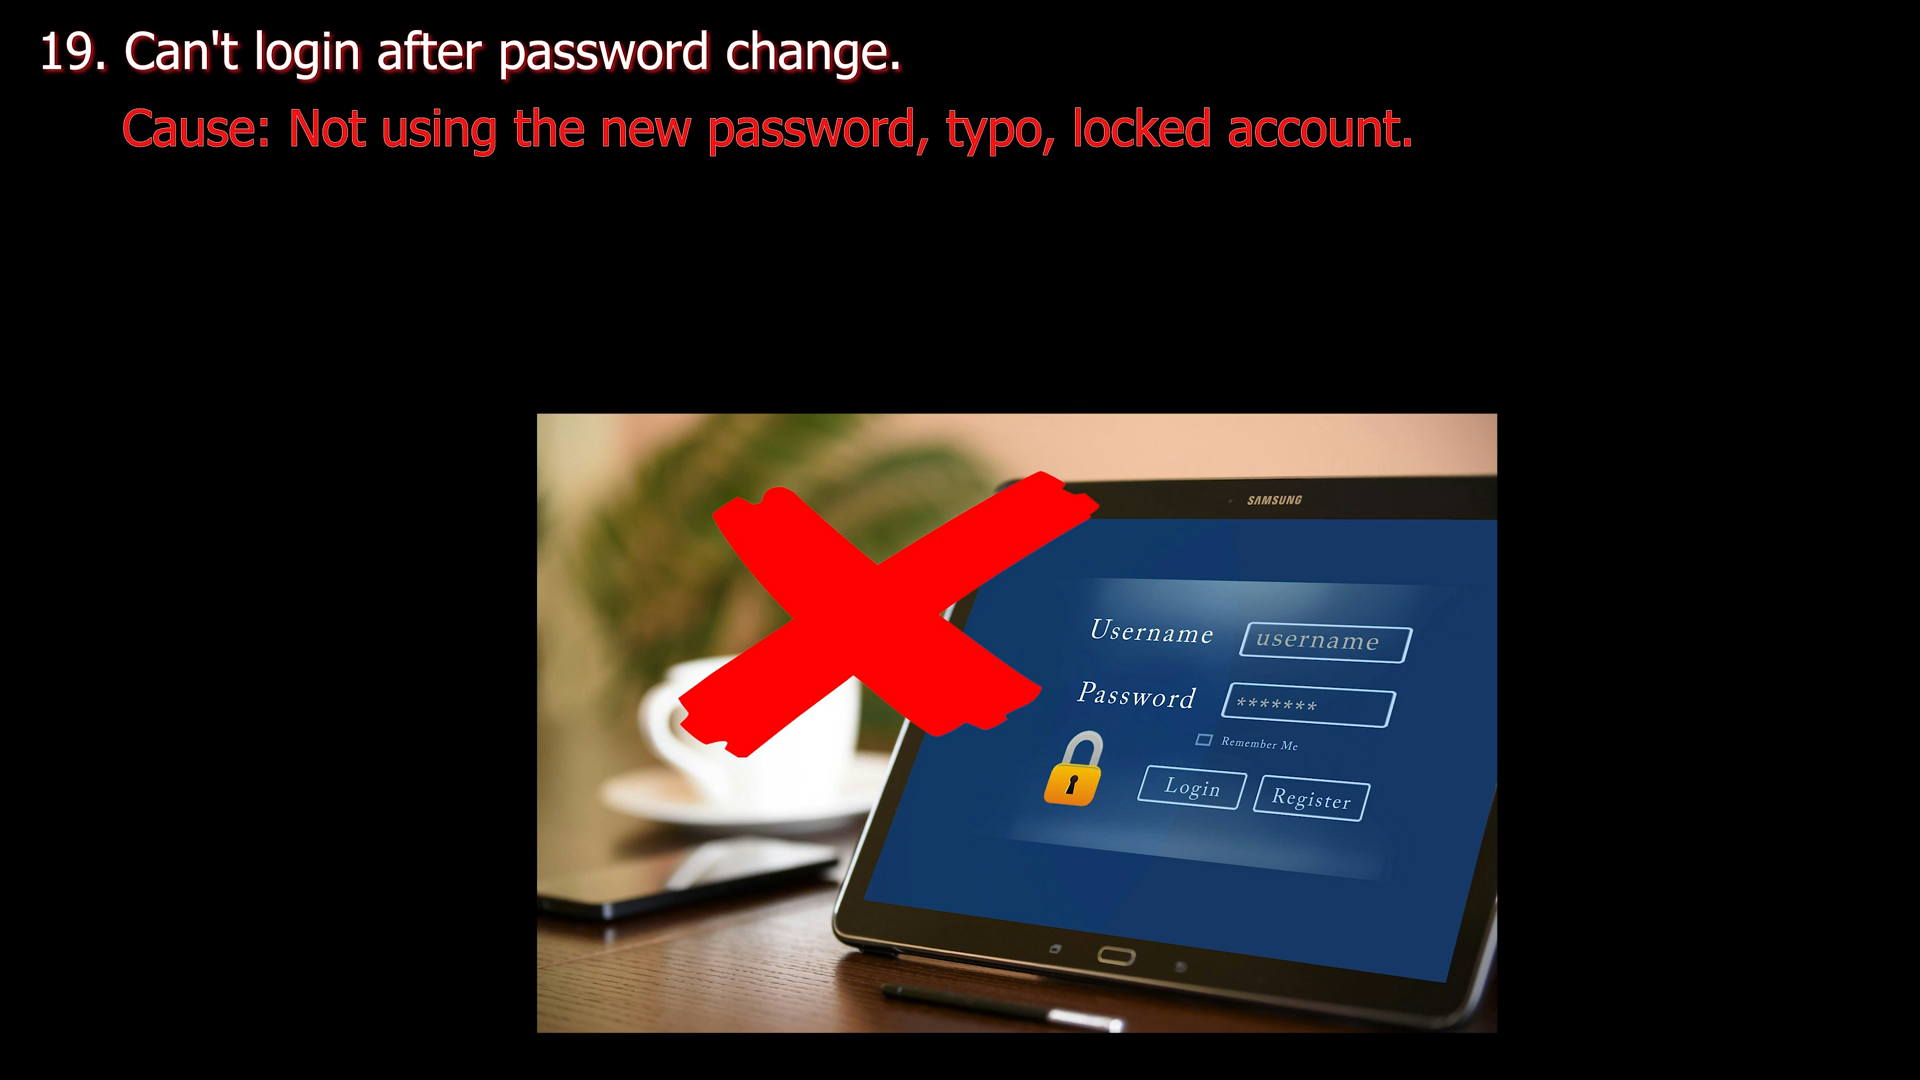 19. Can't login after password change.
Cause: Not using the new password, typo, locked account.
SAMSUNG
Username username
Password *******
Remember Me
Login Register